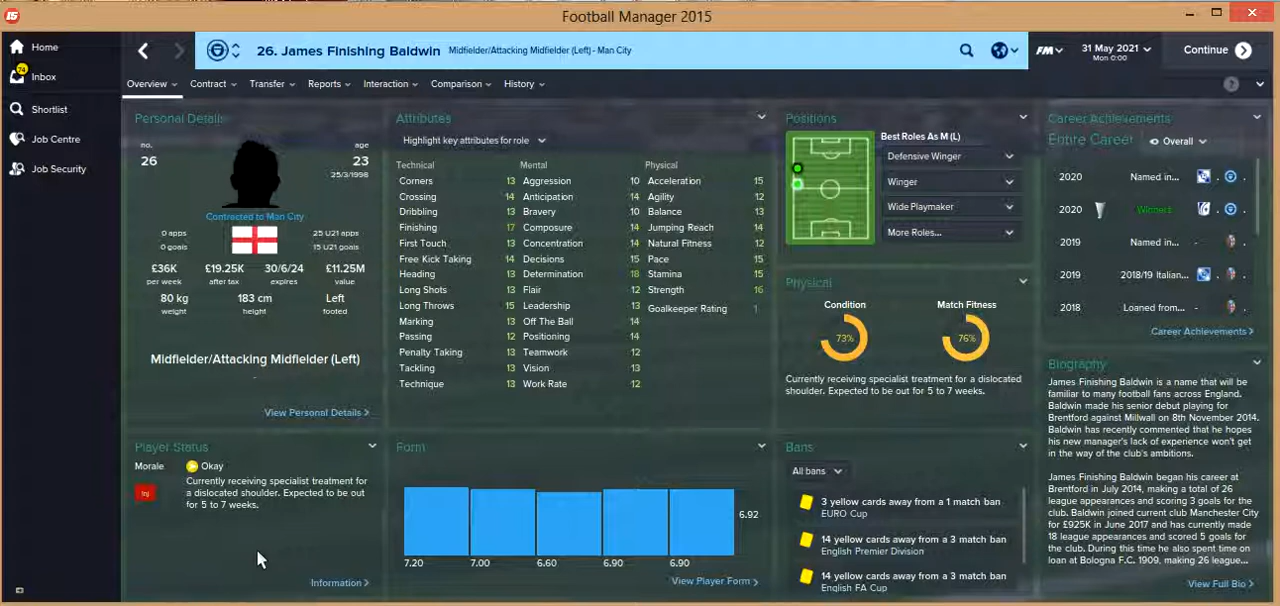 Football Manager 2015
Home
Inbox
74
Shortlist
Job Centre
Job Security
26. James Finishing Baldwin Midfielder/Attacking Midfielder (Left) - Man City
FM
31 May 2021
Mon 0:00
Continue
Overview Contract Transfer Reports Interaction Comparison History
Personal Details
no.
26
age
23
25/3/1998
Contracted to Man City
0 apps
0 goals
25 U21 apps
15 U21 goals
£36K per week
£19.25K after tax
30/6/24 expires
£11.25M value
80 kg weight
183 cm height
Left footed
Midfielder/Attacking Midfielder (Left)
-
View Personal Details >
Attributes
Highlight key attributes for role
Technical Mental Physical
Corners 13 Aggression 10 Acceleration 15
Crossing 14 Anticipation 14 Agility 12
Dribbling 13 Bravery 10 Balance 13
Finishing 17 Composure 14 Jumping Reach 14
First Touch 13 Concentration 14 Natural Fitness 12
Free Kick Taking 14 Decisions 15 Pace 15
Heading 13 Determination 18 Stamina 15
Long Shots 13 Flair 12 Strength 16
Long Throws 15 Leadership 13 Goalkeeper Rating 1
Marking 13 Off The Ball 14
Passing 12 Positioning 14
Penalty Taking 13 Teamwork 12
Tackling 13 Vision 13
Technique 13 Work Rate 12
Positions
Best Roles As M (L)
Defensive Winger
Winger
Wide Playmaker
More Roles...
Physical
Condition Match Fitness
73% 76%
Currently receiving specialist treatment for a dislocated
shoulder. Expected to be out for 5 to 7 weeks.
Career Achievements
Entire Career Overall
2020 Named in...
2020 Winners
2019 Named in... -
2019 2018/19 Italian...
2018 Loaned from... -
Career Achievements >
Biography
James Finishing Baldwin is a name that will be
familiar to many football fans across England.
Baldwin made his senior debut playing for
Brentford against Millwall on 8th November 2014.
Baldwin has recently commented that he hopes
his new manager's lack of experience won't get
in the way of the club's ambitions.
James Finishing Baldwin began his career at
Brentford in July 2014, making a total of 26
league appearances and scoring 3 goals for the
club. Baldwin joined current club Manchester City
for £925K in June 2017 and has currently made
18 league appearances and scored 5 goals for
the club. During this time he also spent time on
loan at Bologna F.C. 1909, making 26 league...
View Full Bio >
Player Status
Morale Okay
Inj
Currently receiving specialist treatment for
a dislocated shoulder. Expected to be out
for 5 to 7 weeks.
Information >
Form
6.92
7.20 7.00 6.60 6.90 6.90
View Player Form >
Bans
All bans
3 yellow cards away from a 1 match ban
EURO Cup
14 yellow cards away from a 3 match ban
English Premier Division
14 yellow cards away from a 3 match ban
English FA Cup